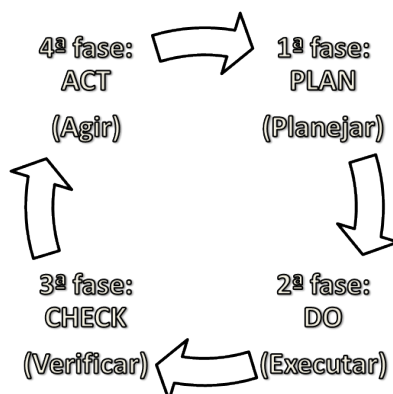 4ª fase:
ACT
(Agir)
1ª fase:
PLAN
(Planejar)
3ª fase:
CHECK
(Verificar)
2ª fase:
DO
(Executar)